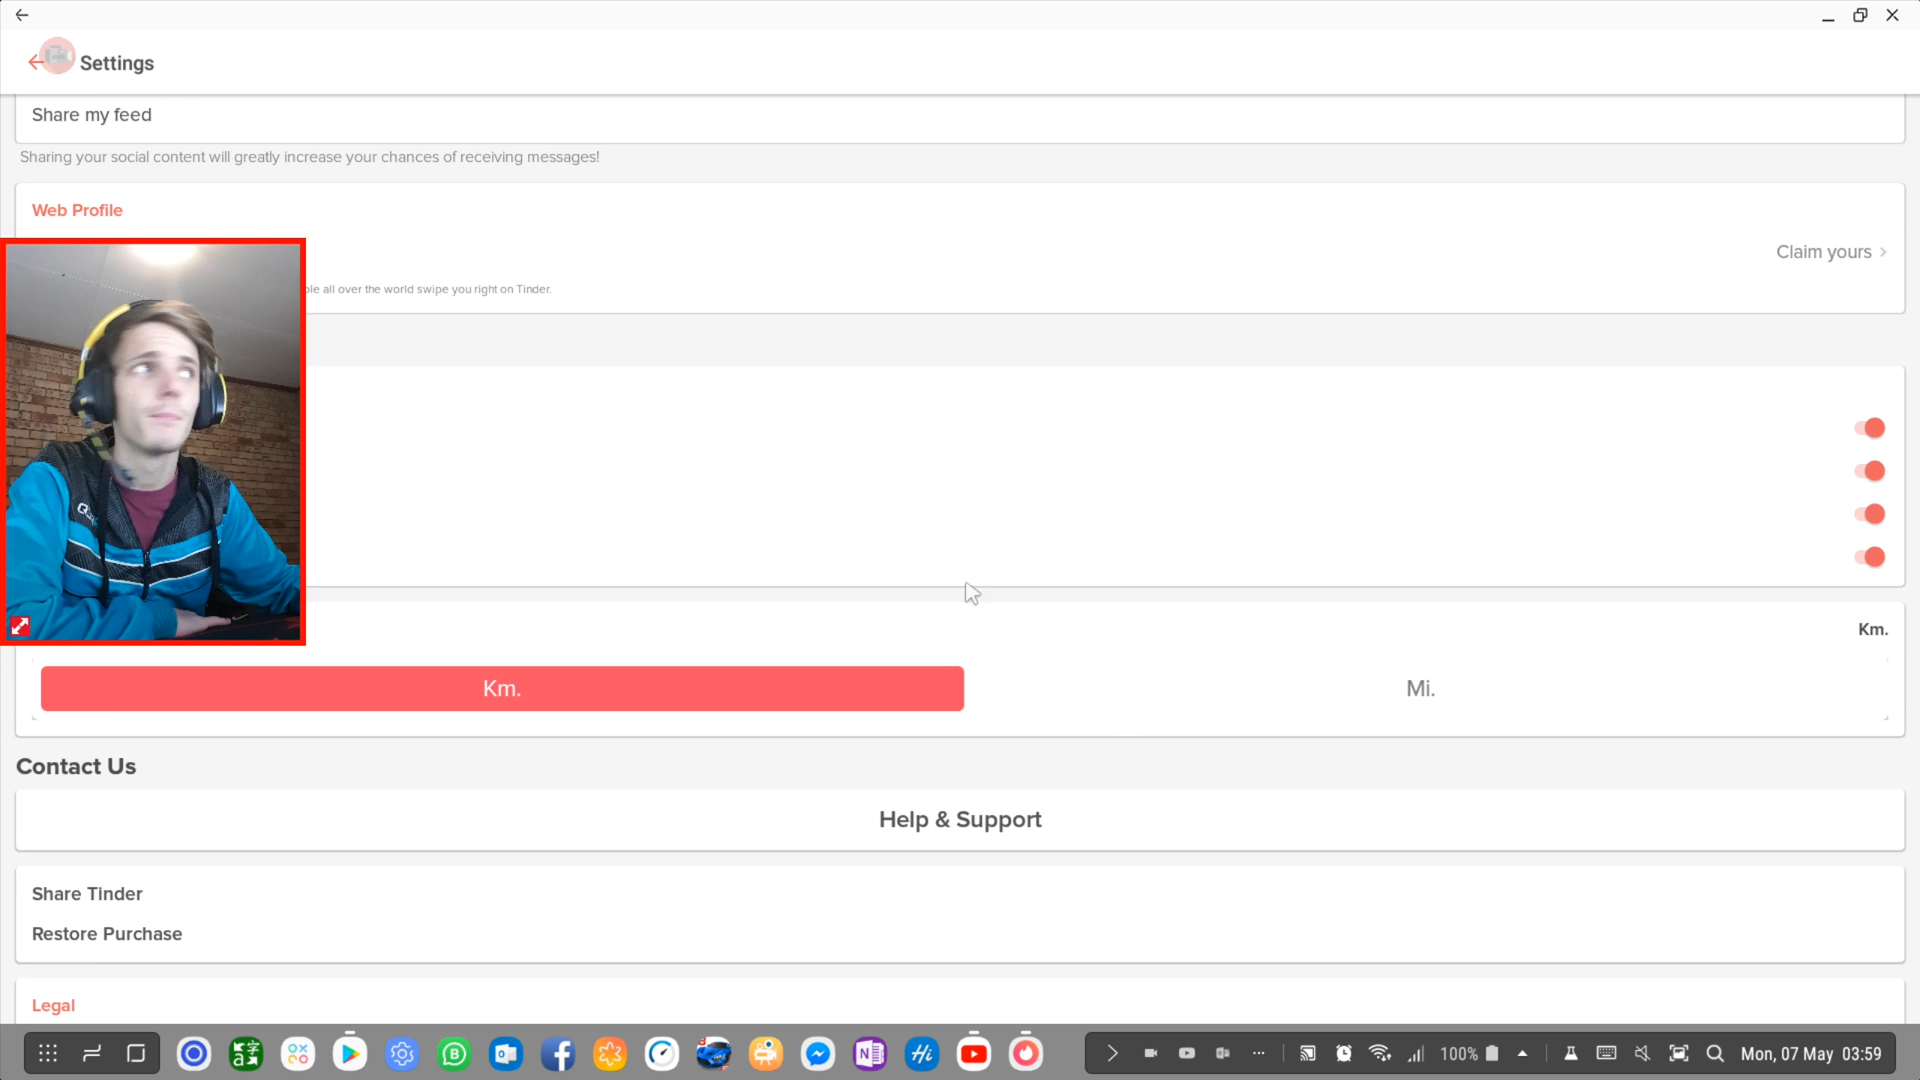 Settings
Share my feed
Sharing your social content will greatly increase your chances of receiving messages!
Web Profile
Claim yours
ple all over the world swipe you right on Tinder.
Km.
Km.
Mi.
Contact Us
Help & Support
Share Tinder
Restore Purchase
Legal
Hi
100%
Mon, 07 May 03:59